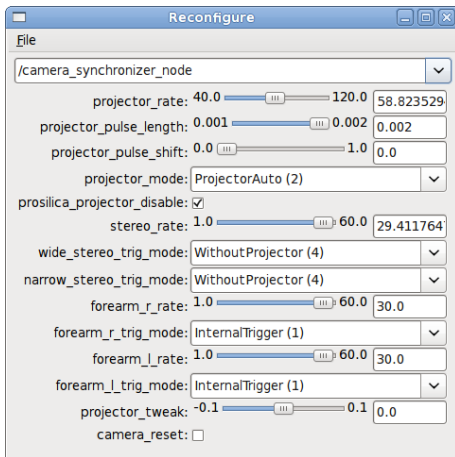 Reconfigure
File
/camera_synchronizer_node
projector_rate: 40.0 120.0 58.823529
projector_pulse_length: 0.001 0.002 0.002
projector_pulse_shift: 0.0 1.0 0.0
projector_mode: ProjectorAuto (2)
prosilica_projector_disable:
stereo_rate: 1.0 60.0 29.411764
wide_stereo_trig_mode: WithoutProjector (4)
narrow_stereo_trig_mode: WithoutProjector (4)
forearm_r_rate: 1.0 60.0 30.0
forearm_r_trig_mode: InternalTrigger (1)
forearm_l_rate: 1.0 60.0 30.0
forearm_l_trig_mode: InternalTrigger (1)
projector_tweak: -0.1 0.1 0.0
camera_reset: